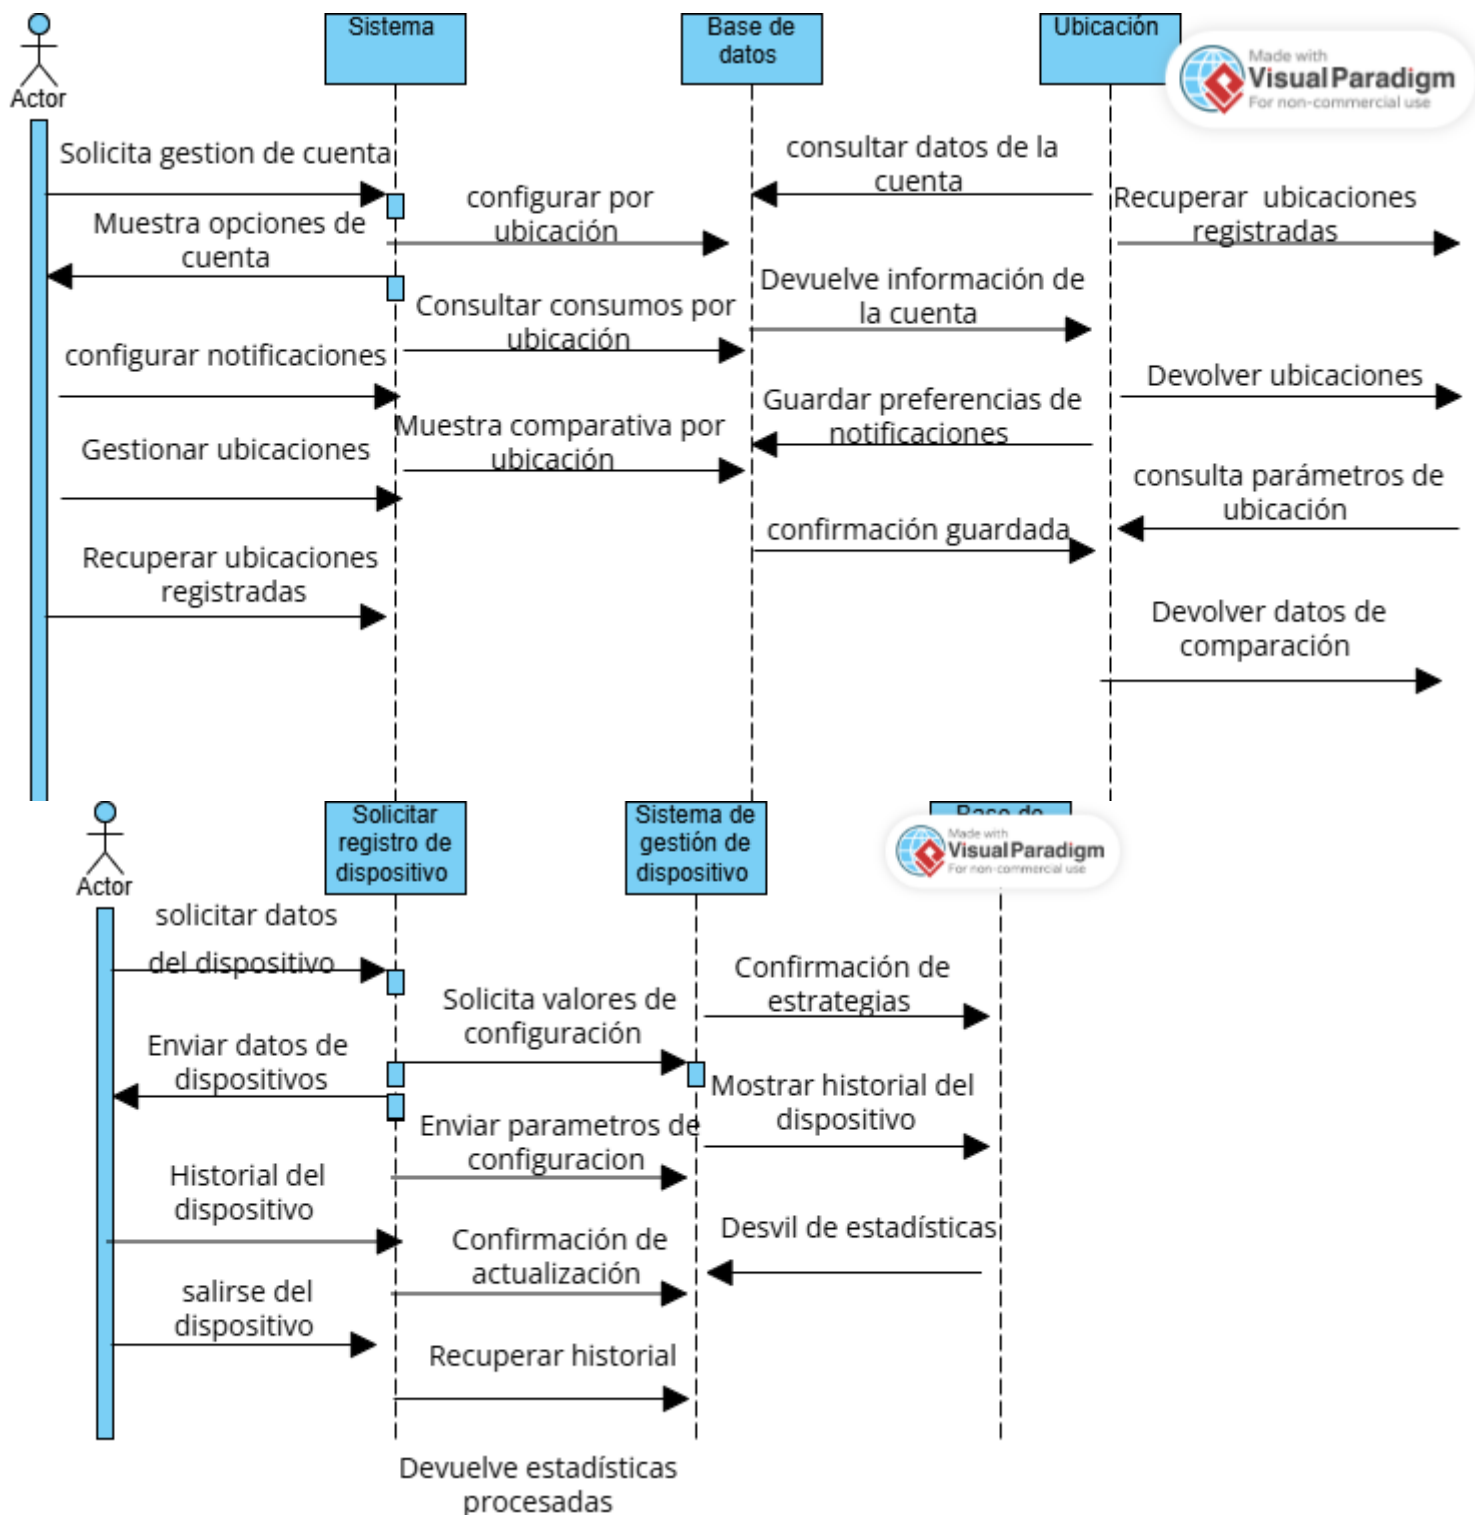 Actor
Sistema
Base de
datos
Ubicación
Made with
Visual Paradigm
For non-commercial use
Solicita gestion de cuenta
Muestra opciones de
cuenta
configurar notificaciones
Gestionar ubicaciones
Recuperar ubicaciones
registradas
configurar por
ubicación
Consultar consumos por
ubicación
Muestra comparativa por
ubicación
consultar datos de la
cuenta
Devuelve información de
la cuenta
Guardar preferencias de
notificaciones
confirmación guardada
Recuperar ubicaciones
registradas
Devolver ubicaciones
consulta parámetros de
ubicación
Devolver datos de
comparación
Actor
Solicitar
registro de
dispositivo
Sistema de
gestión de
dispositivo
Base de
Made with
Visual Paradigm
For non-commercial use
solicitar datos
del dispositivo
Enviar datos de
dispositivos
Historial del
dispositivo
salirse del
dispositivo
Solicita valores de
configuración
Enviar parametros de
configuracion
Confirmación de
actualización
Recuperar historial
Confirmación de
estrategias
Mostrar historial del
dispositivo
Desvil de estadísticas
Devuelve estadísticas
procesadas